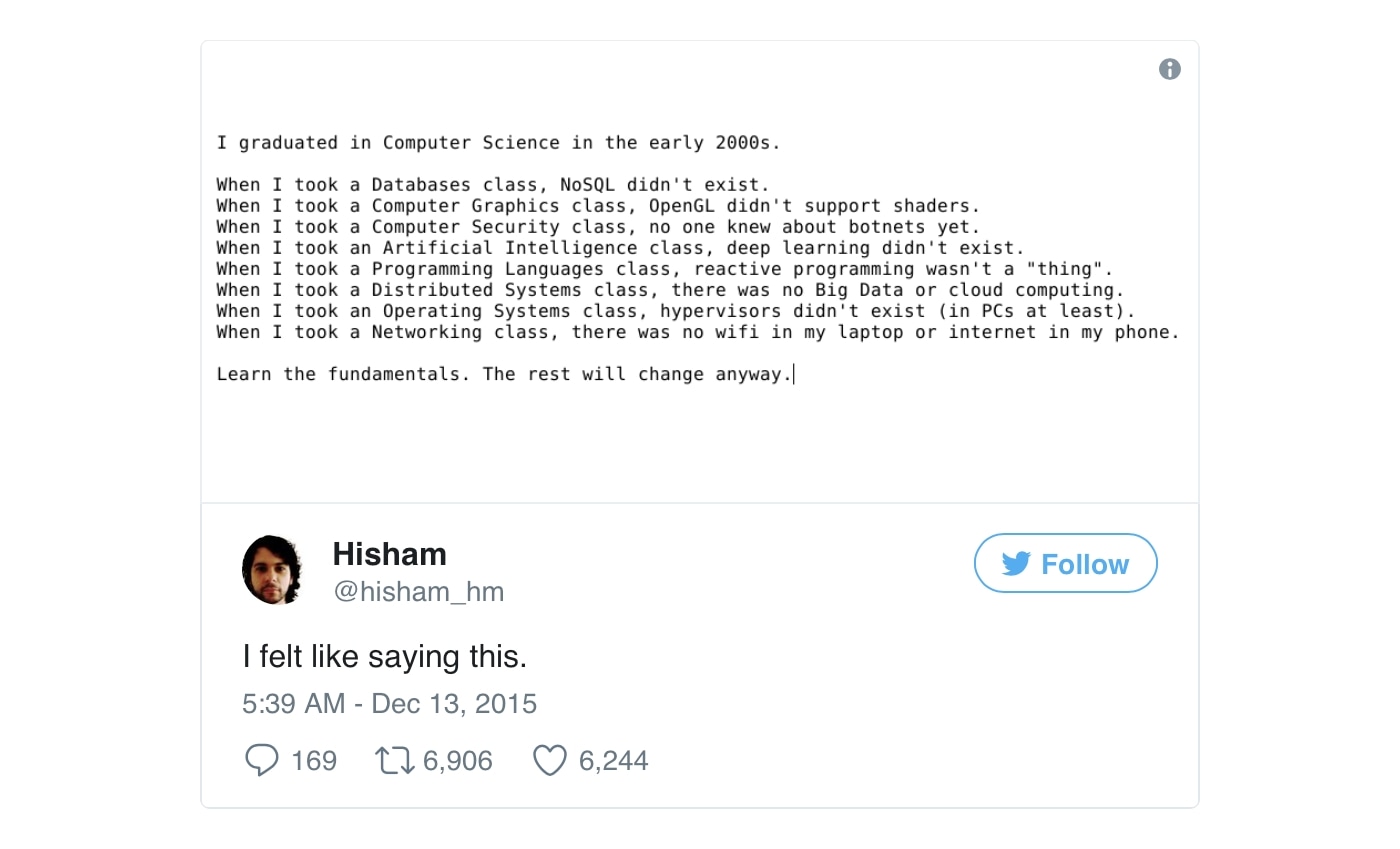 I graduated in Computer Science in the early 2000s.
When I took a Databases class, NoSQL didn't exist.
When I took a Computer Graphics class, OpenGL didn't support shaders.
When I took a Computer Security class, no one knew about botnets yet.
When I took an Artificial Intelligence class, deep learning didn't exist.
When I took a Programming Languages class, reactive programming wasn't a "thing".
When I took a Distributed Systems class, there was no Big Data or cloud computing.
When I took an Operating Systems class, hypervisors didn't exist (in PCs at least).
When I took a Networking class, there was no wifi in my laptop or internet in my phone.
Learn the fundamentals. The rest will change anyway.
Hisham
@hisham_hm
Follow
I felt like saying this.
5:39 AM - Dec 13, 2015
169 6,906 6,244